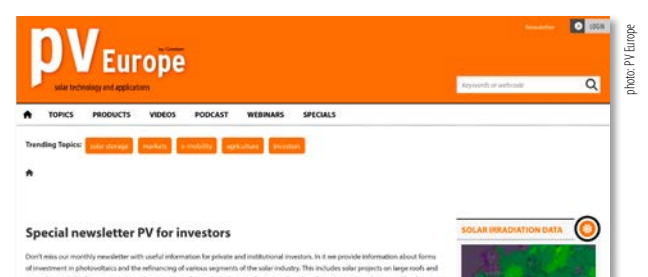 Newsletter LOGIN
pv Europe
by Gentner
solar technology and applications
Keywords or webcode
TOPICS PRODUCTS VIDEOS PODCAST WEBINARS SPECIALS
Trending Topics: solar storage markets e-mobility agriculture Investors
Special newsletter PV for investors
SOLAR IRRADIATION DATA
Don't miss our monthly newsletter with useful information for private and institutional investors. In it we provide information about forms
of investment in photovoltaics and the refinancing of various segments of the solar industry. This includes solar projects on large roofs and
photo: PV Europe